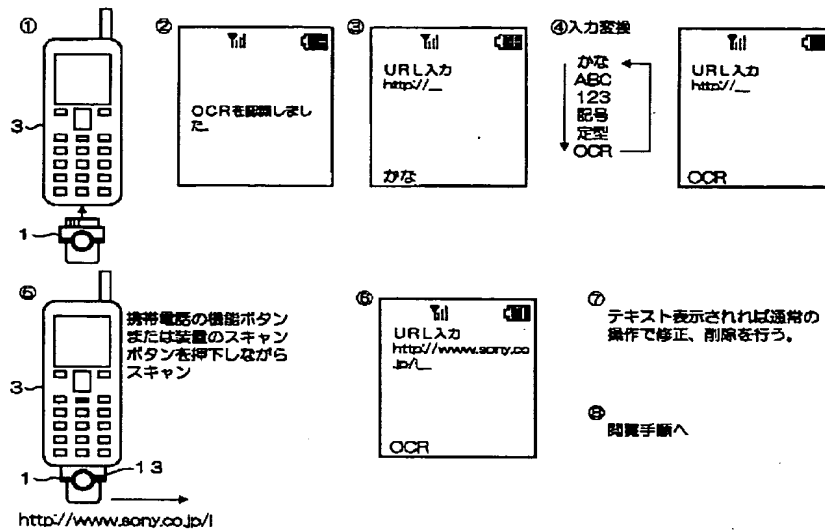 ①
3
1
②
OCRを認識しまし
た。
③
URL入力
http://_
かな
④入力変換
かな
ABC
123
記号
定型
OCR
URL入力
http://_
OCR
⑤
携帯電話の機能ボタン
または装置のスキャン
ボタンを押下しながら
スキャン
3
1
13
http://www.sony.co.jp/i
⑥
URL入力
http://www.sony.co
.jp/i_
OCR
⑦
テキスト表示されれば通常の
操作で修正、削除を行う。
⑧
閲覧手順へ